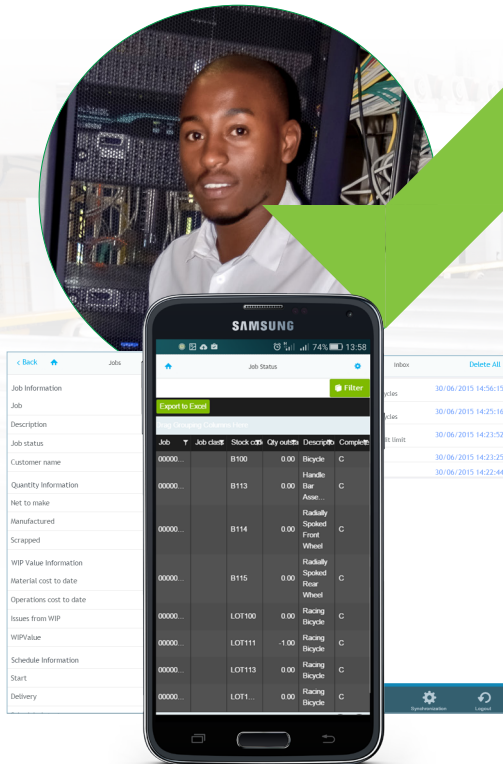 SAMSUNG
74% 13:58
Job Status
Filter
Export to Excel
Job Job class Stock co Qty outsta Descriptio Complete
00000... B100 0.00 Bicycle C
00000... B113 0.00 Handle Bar Asse... C
00000... B114 0.00 Radially Spoked Front Wheel C
00000... B115 0.00 Radially Spoked Rear Wheel C
00000... LOT100 0.00 Racing Bicycle C
00000... LOT111 -1.00 Racing Bicycle C
00000... LOT113 0.00 Racing Bicycle C
00000... LOT1... 0.00 Racing Bicycle C
< Back Jobs
Job Information
Job
Description
Job status
Customer name
Quantity Information
Net to make
Manufactured
Scrapped
WIP Value Information
Material cost to date
Operations cost to date
Issues from WIP
WIPValue
Schedule Information
Start
Delivery
Inbox Delete All
ycles 30/06/2015 14:56:15
ycles 30/06/2015 14:25:16
dit limit 30/06/2015 14:23:52
30/06/2015 14:23:25
30/06/2015 14:22:44
Synchronization Logout